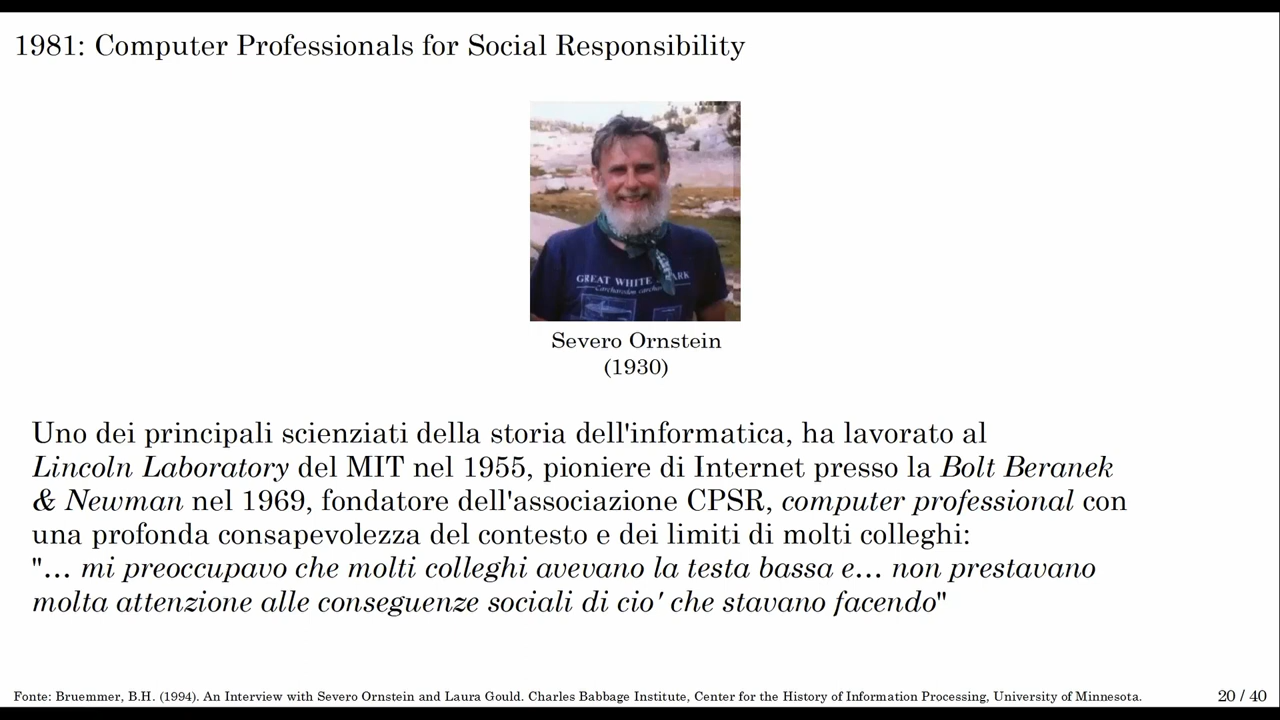 1981: Computer Professionals for Social Responsibility
GREAT WHITE ARK
Severo Ornstein
(1930)
Uno dei principali scienziati della storia dell'informatica, ha lavorato al
Lincoln Laboratory del MIT nel 1955, pioniere di Internet presso la Bolt Beranek
& Newman nel 1969, fondatore dell'associazione CPSR, computer professional con
una profonda consapevolezza del contesto e dei limiti di molti colleghi:
"... mi preoccupavo che molti colleghi avevano la testa bassa e... non prestavano
molta attenzione alle conseguenze sociali di cio' che stavano facendo"
Fonte: Bruemmer, B.H. (1994). An Interview with Severo Ornstein and Laura Gould. Charles Babbage Institute, Center for the History of Information Processing, University of Minnesota.
20 / 40